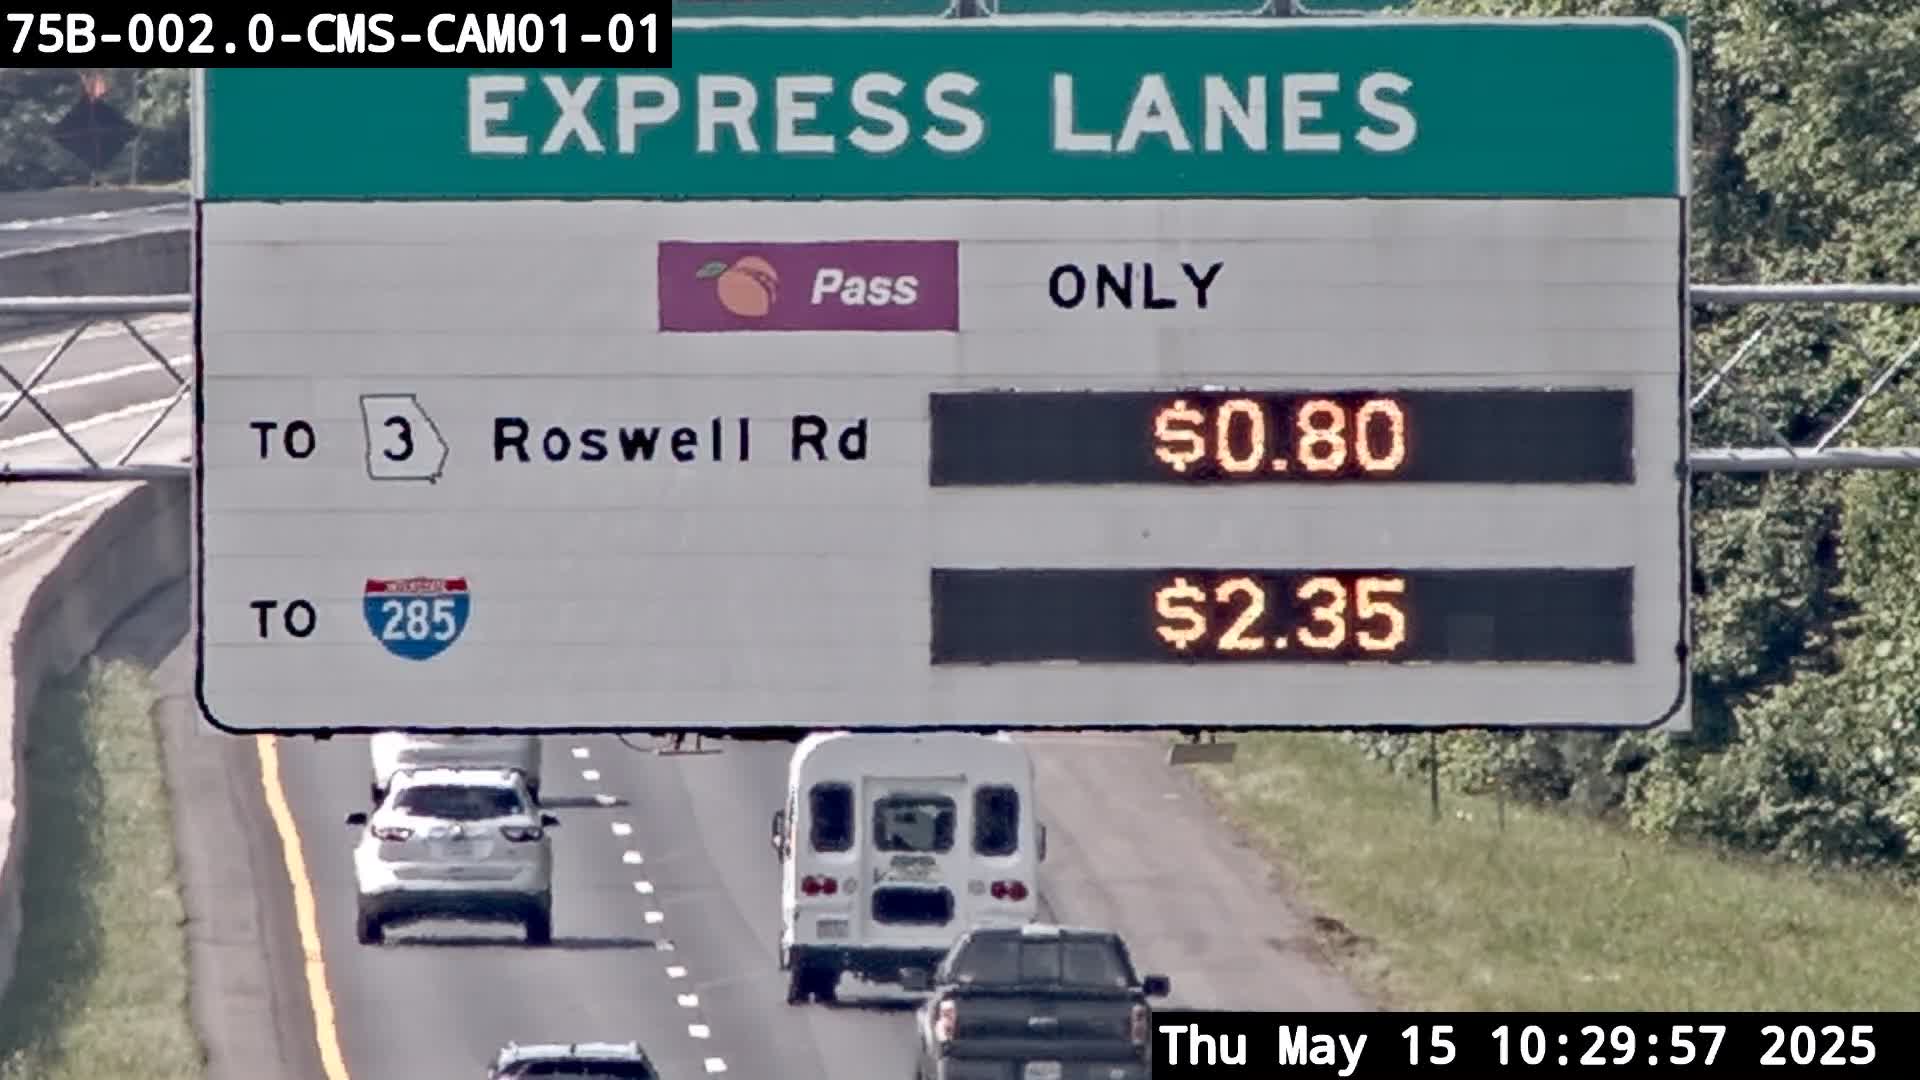 75B-002.0-CMS-CAM01-01
EXPRESS LANES
Pass ONLY
TO 3 Roswell Rd $0.80
TO INTERSTATE 285 $2.35
Thu May 15 10:29:57 2025